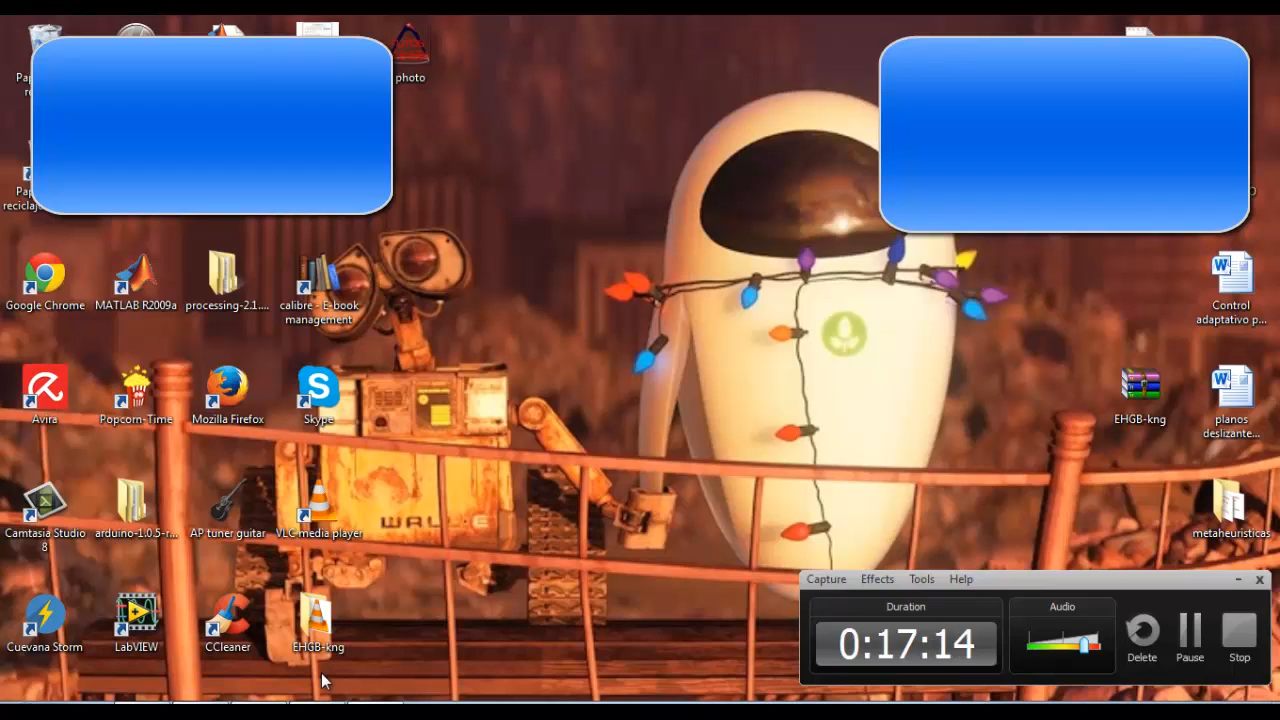 photo
Google Chrome
MATLAB R2009a
processing-2.1....
calibre - E-book
management
Control
adaptativo p...
Avira
Popcorn-Time
Mozilla Firefox
Skype
EHGB-kng
planos
deslizante...
WALL·E
Camtasia Studio
8
arduino-1.0.5-r...
AP tuner guitar
VLC media player
metaheuristicas
Capture
Effects
Tools
Help
Duration
0:17:14
Audio
Delete
Pause
Stop
Cuevana Storm
LabVIEW
CCleaner
EHGB-kng